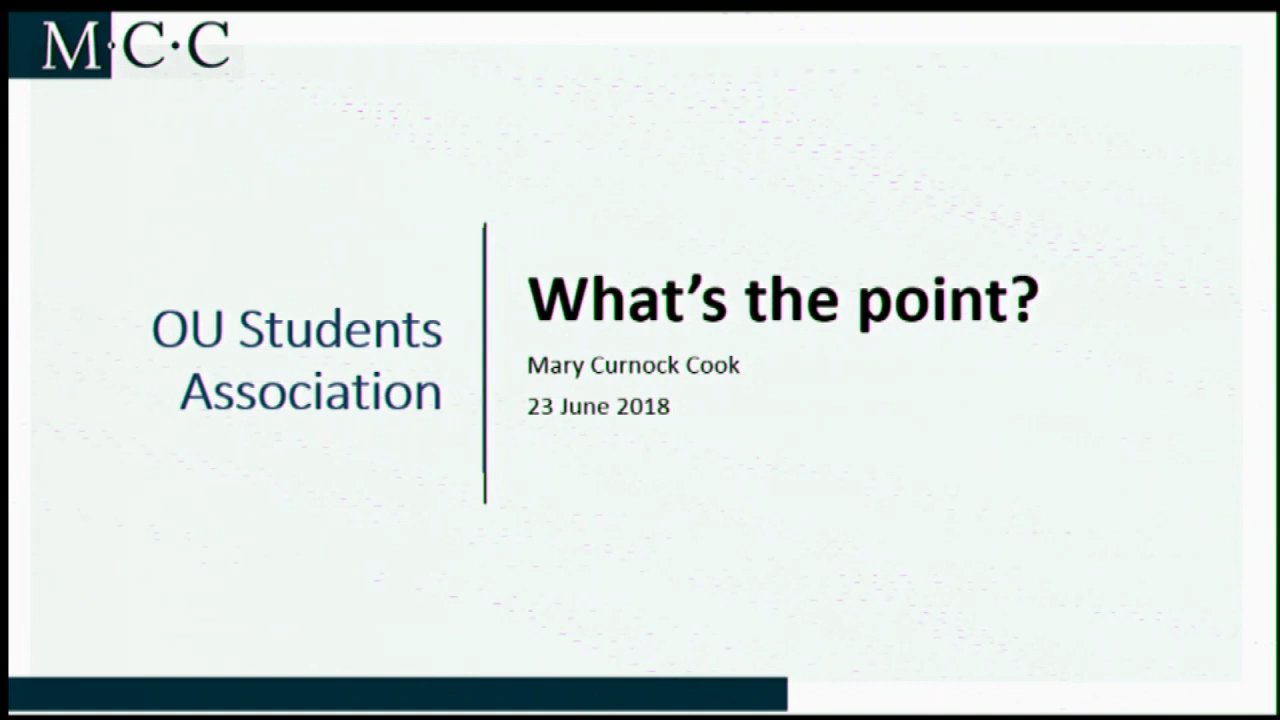 M·C·C
OU Students
Association
What's the point?
Mary Curnock Cook
23 June 2018